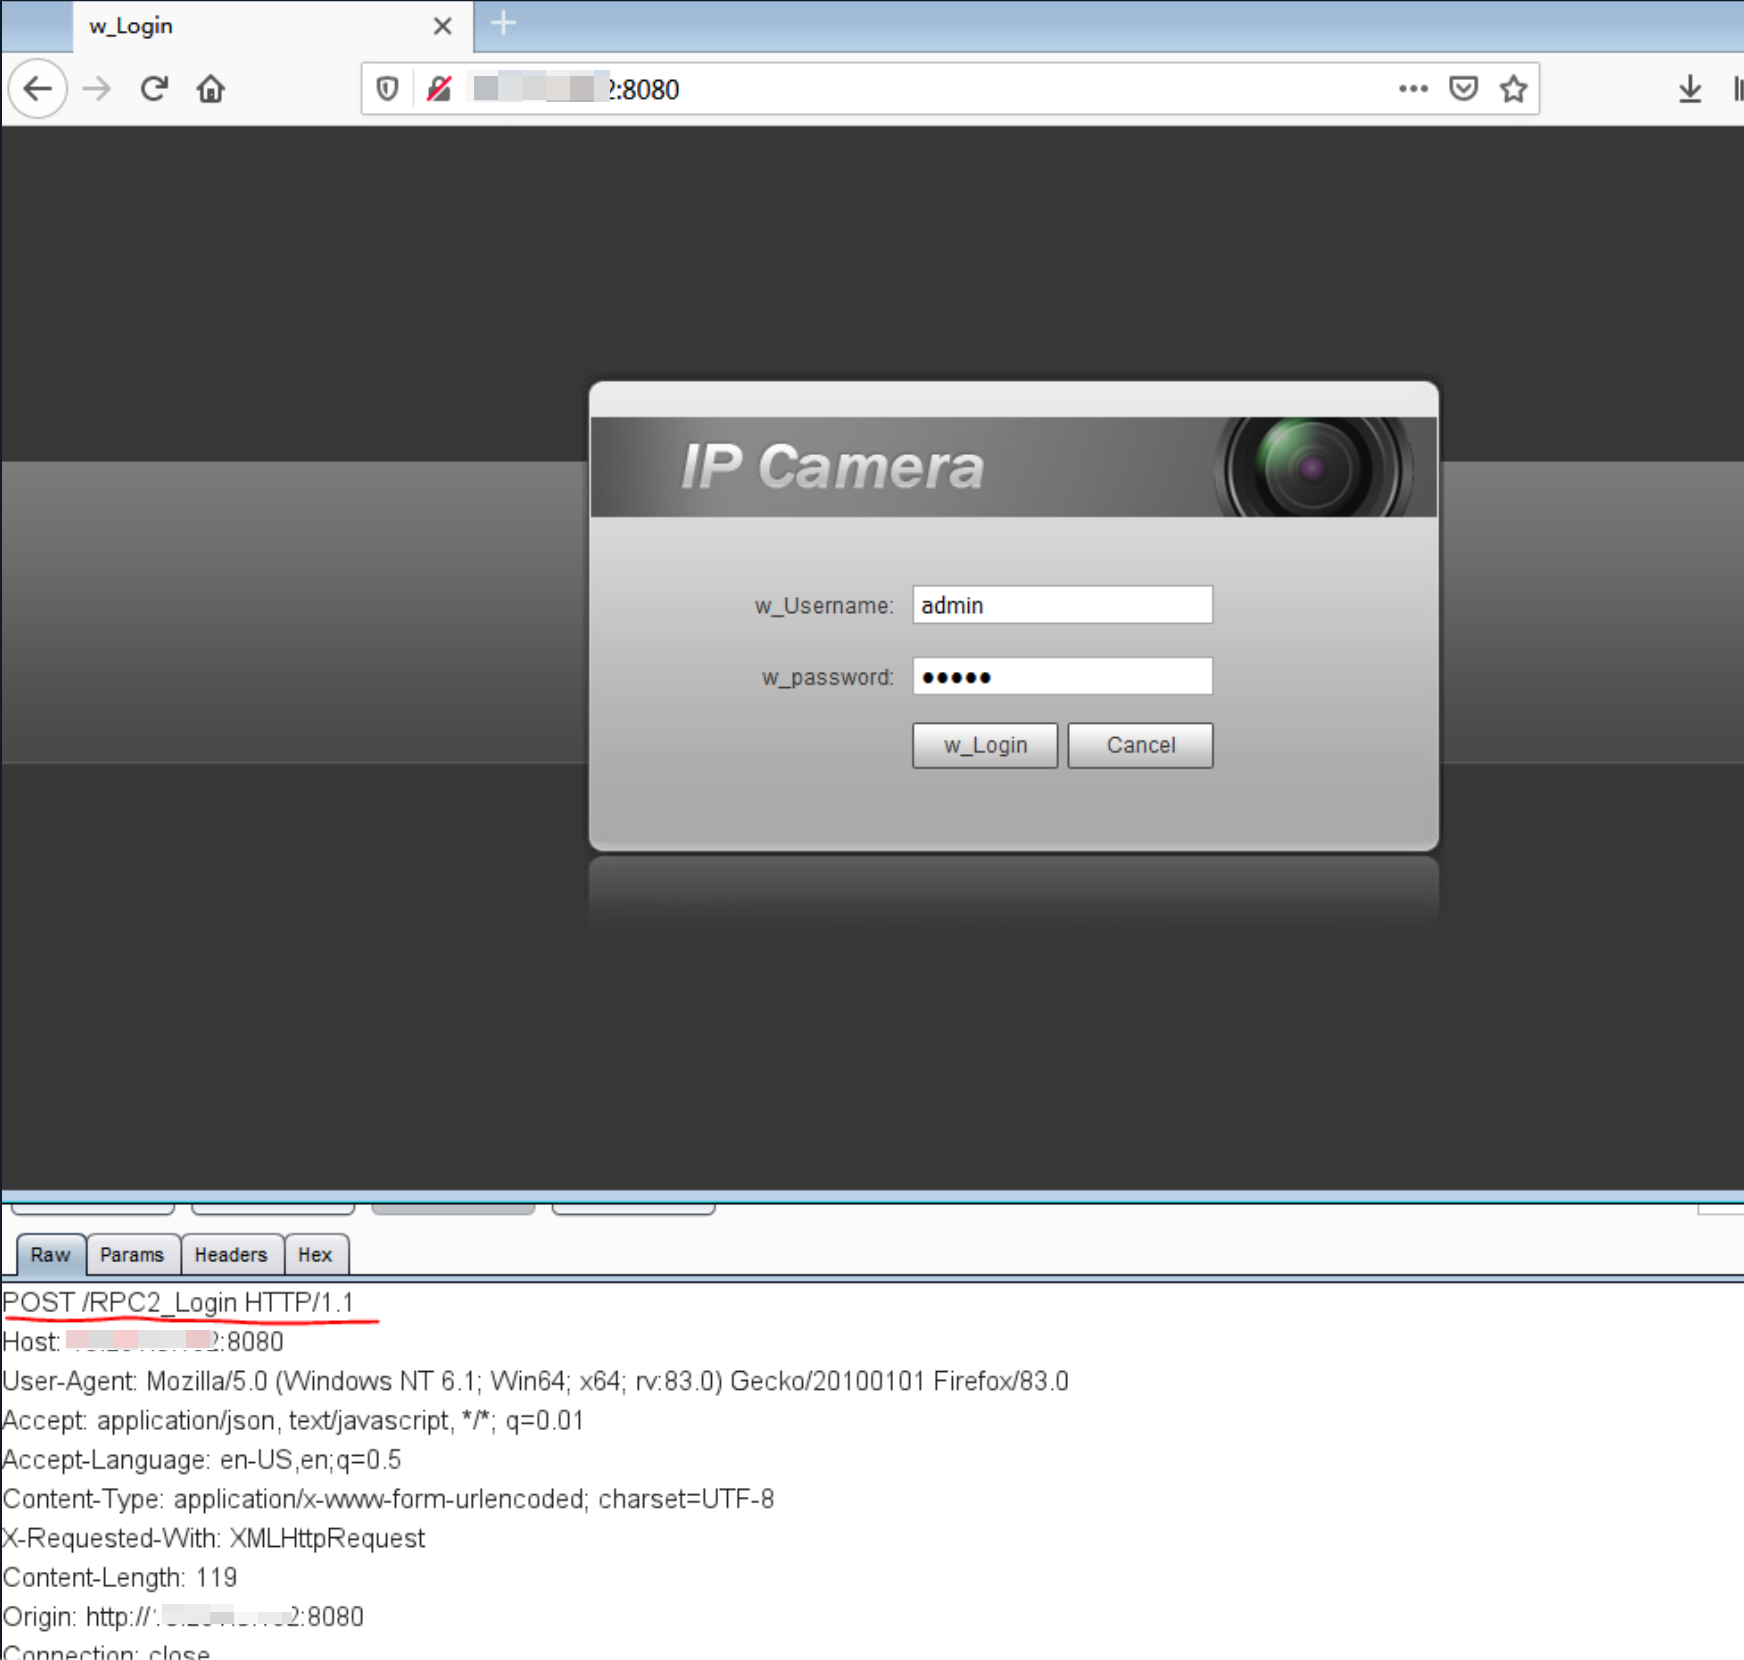 w_Login
:8080
IP Camera
w_Username: admin
w_password: •••••
w_Login Cancel
Raw Params Headers Hex
POST /RPC2_Login HTTP/1.1
Host: :8080
User-Agent: Mozilla/5.0 (Windows NT 6.1; Win64; x64; rv:83.0) Gecko/20100101 Firefox/83.0
Accept: application/json, text/javascript, */*; q=0.01
Accept-Language: en-US,en;q=0.5
Content-Type: application/x-www-form-urlencoded; charset=UTF-8
X-Requested-With: XMLHttpRequest
Content-Length: 119
Origin: http:// :8080
Connection: close